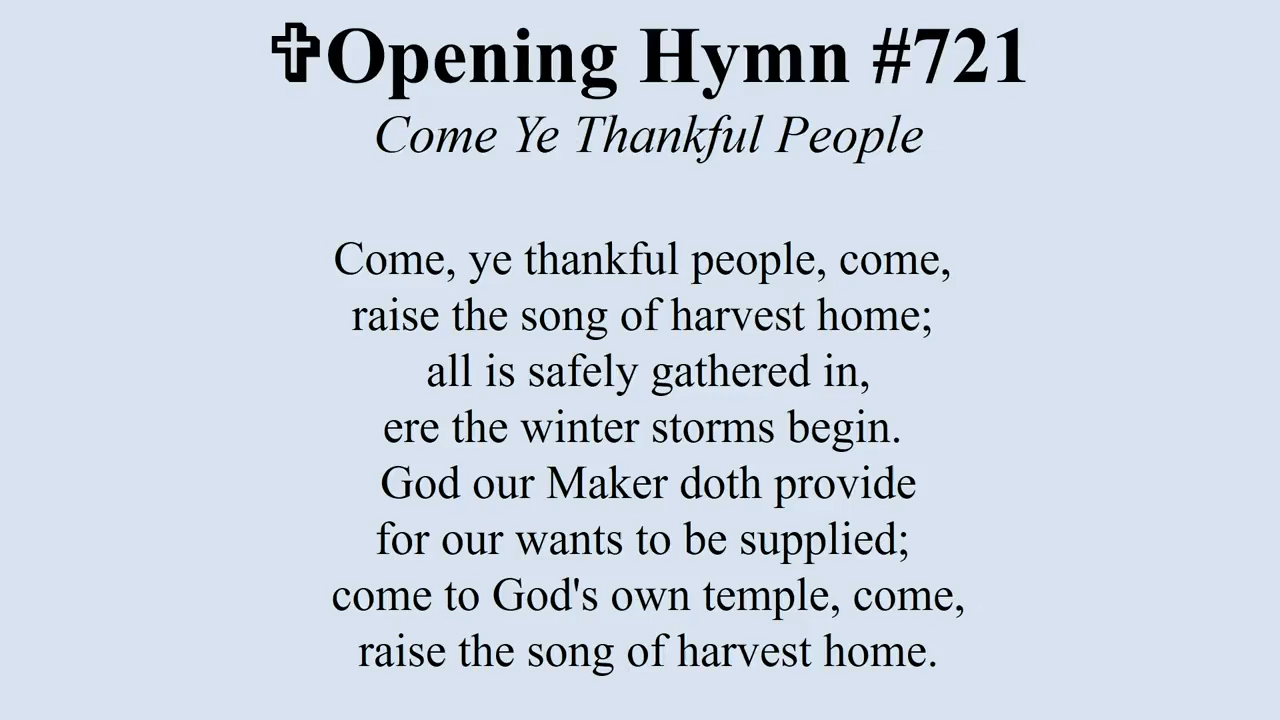 ✞Opening Hymn #721
Come Ye Thankful People
Come, ye thankful people, come,
raise the song of harvest home;
all is safely gathered in,
ere the winter storms begin.
God our Maker doth provide
for our wants to be supplied;
come to God's own temple, come,
raise the song of harvest home.